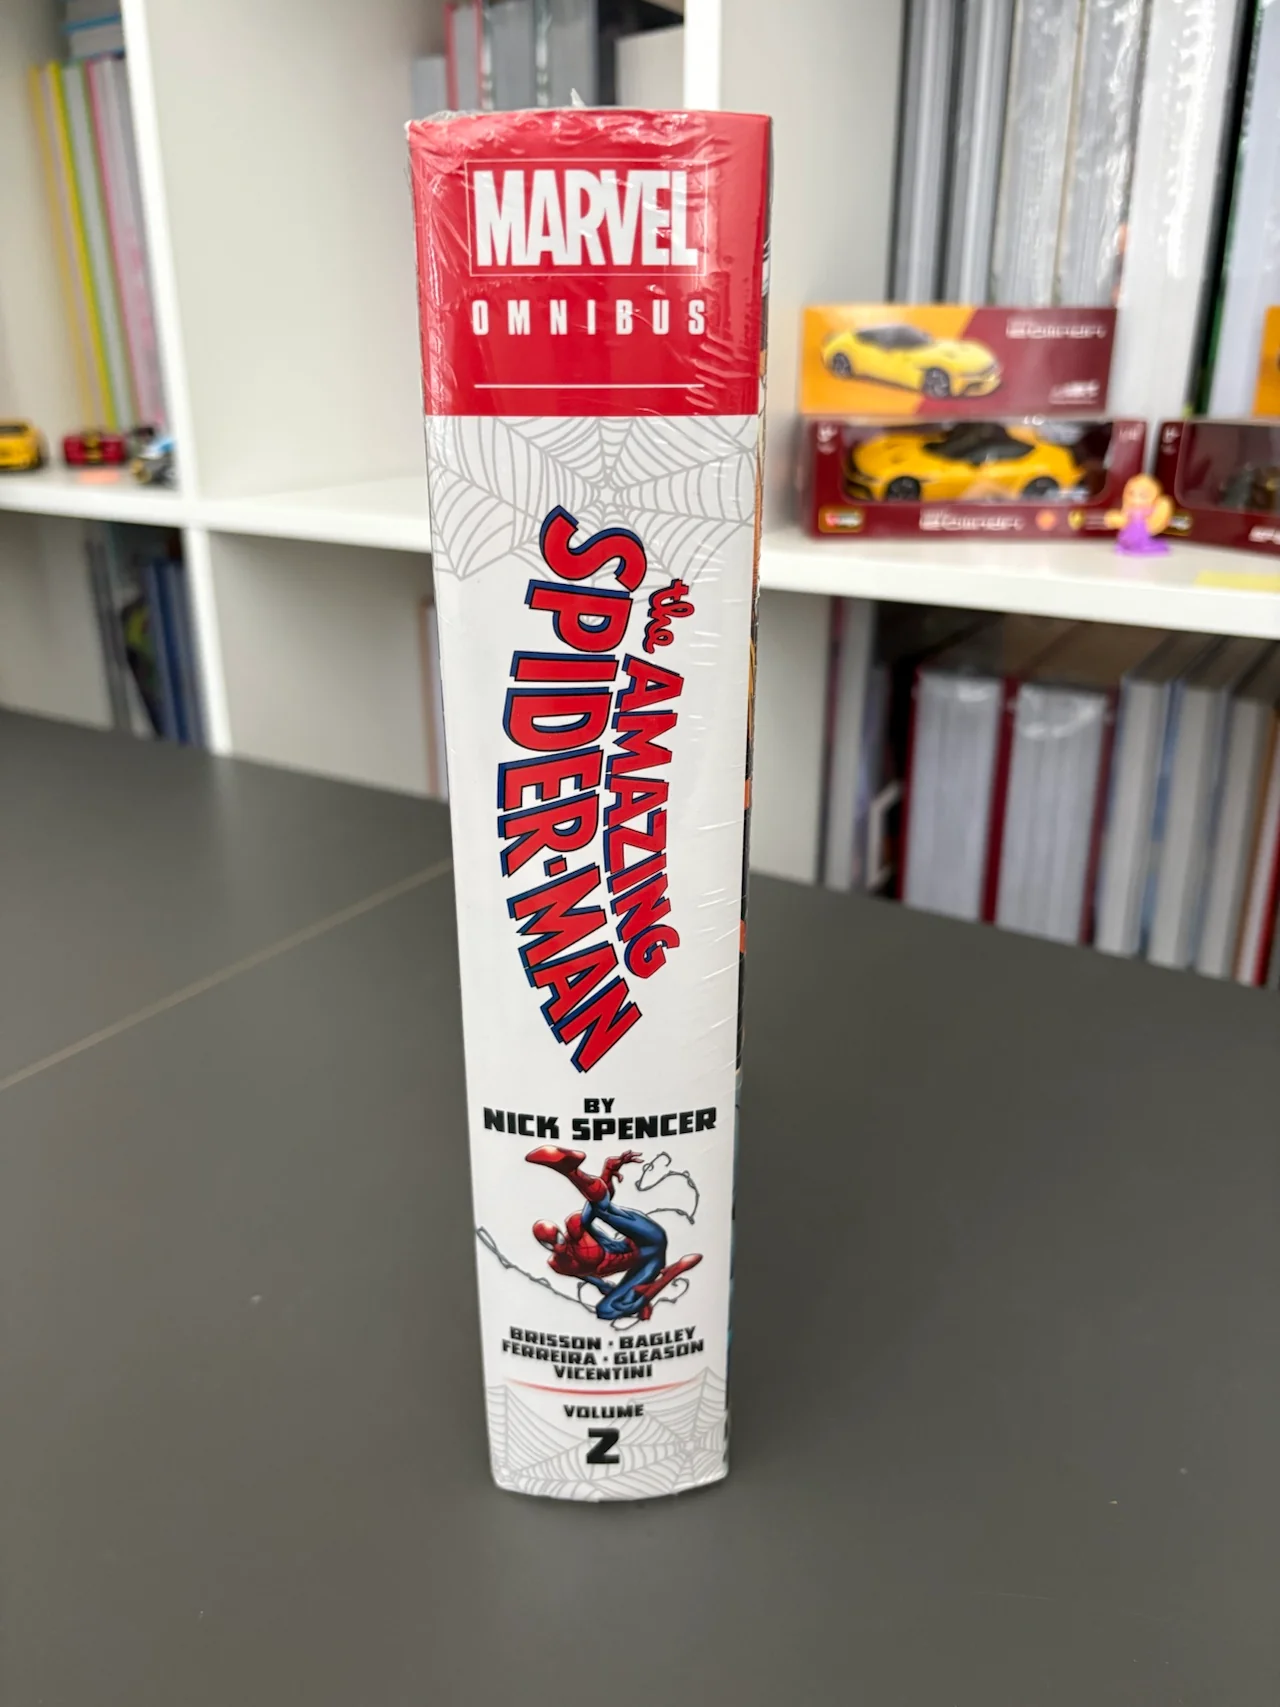 MARVEL
OMNIBUS
the AMAZING
SPIDER-MAN
BY
NICK SPENCER
BRISSON • BAGLEY
FERREIRA • GLEASON
VICENTINI
VOLUME
2